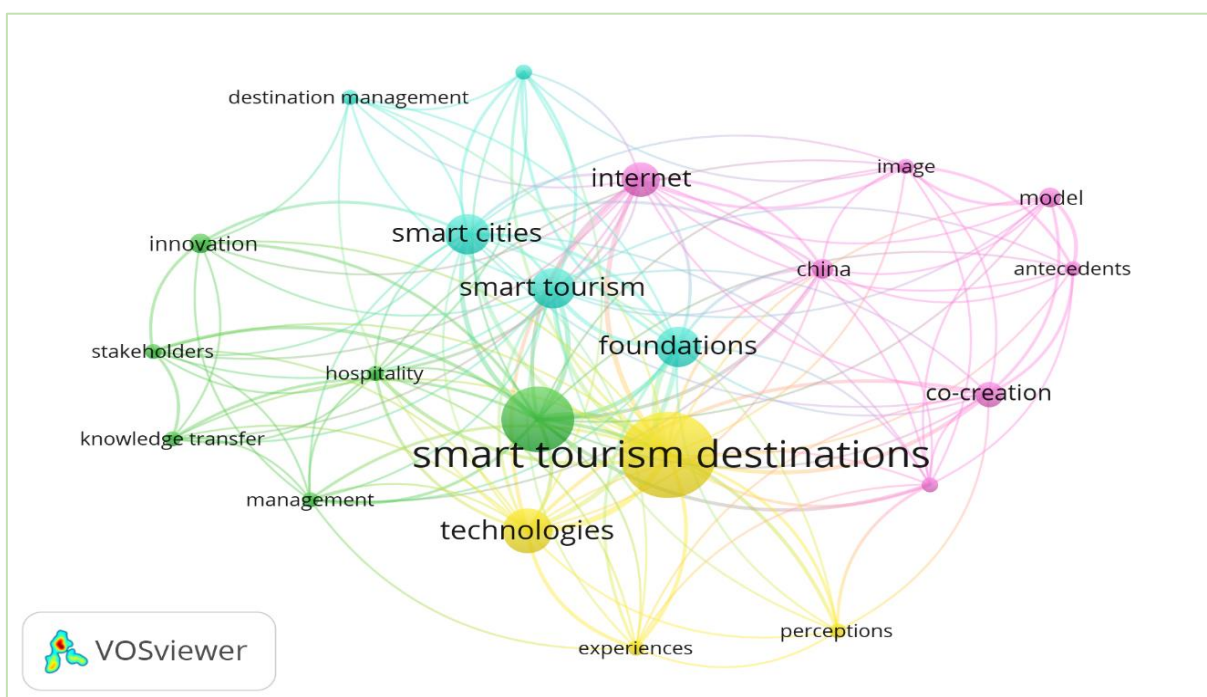 destination management
internet
image
model
smart cities
innovation
china
antecedents
smart tourism
foundations
stakeholders
hospitality
co-creation
knowledge transfer
smart tourism destinations
management
technologies
perceptions
experiences
VOSviewer